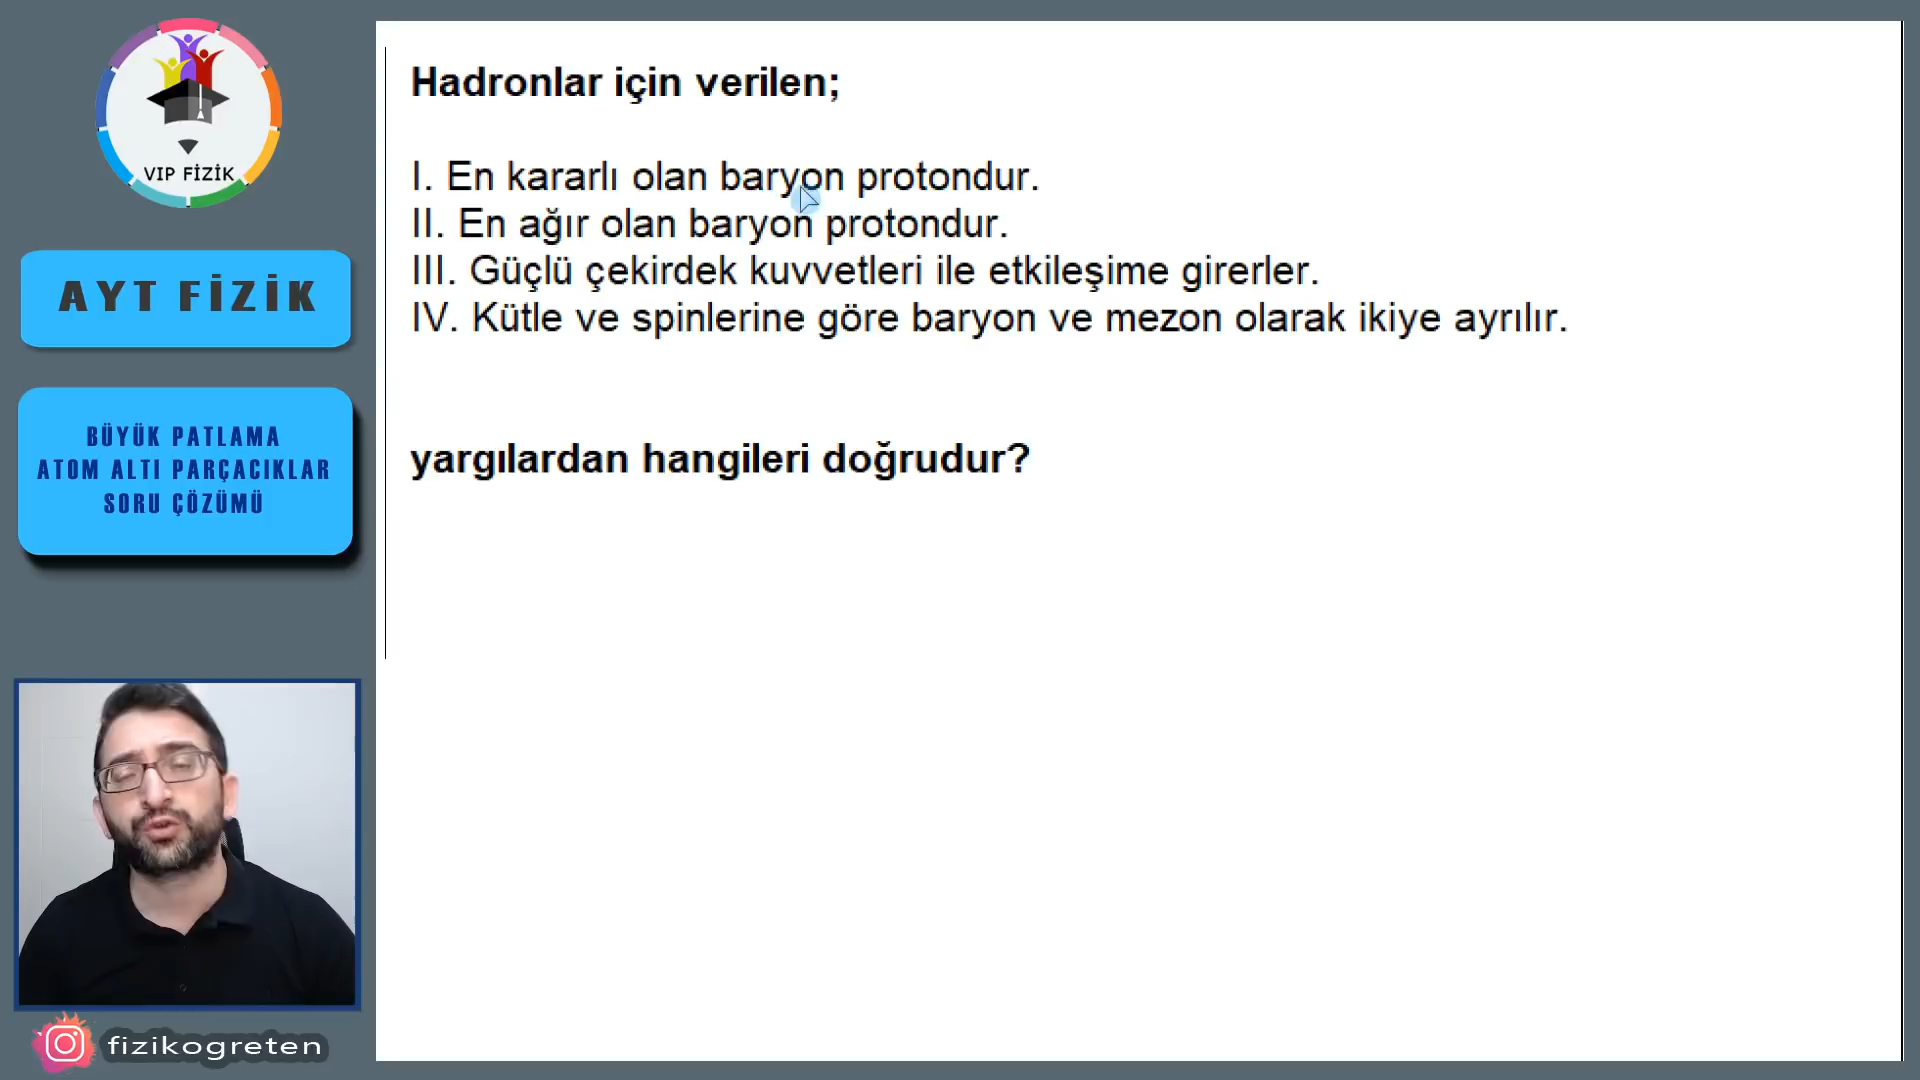 VIP FİZİK
AYT FİZİK
BÜYÜK PATLAMA
ATOM ALTI PARÇACIKLAR
SORU ÇÖZÜMÜ
fizikogreten
Hadronlar için verilen;
I. En kararlı olan baryon protondur.
II. En ağır olan baryon protondur.
III. Güçlü çekirdek kuvvetleri ile etkileşime girerler.
IV. Kütle ve spinlerine göre baryon ve mezon olarak ikiye ayrılır.
yargılardan hangileri doğrudur?